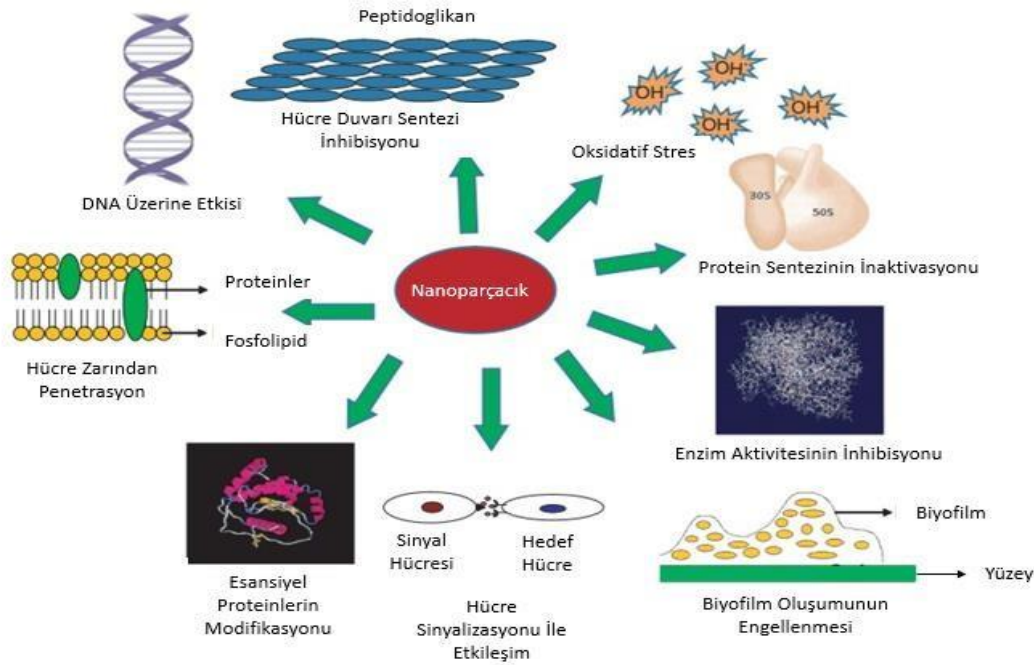 Peptidoglikan
Hücre Duvarı Sentezi
İnhibisyonu
OH⁻
OH⁻
OH⁻
OH⁻
Oksidatif Stres
DNA Üzerine Etkisi
30S
50S
Protein Sentezinin İnaktivasyonu
Nanoparçacık
Proteinler
Fosfolipid
Hücre Zarından
Penetrasyon
Enzim Aktivitesinin İnhibisyonu
Esansiyel
Proteinlerin
Modifikasyonu
Sinyal
Hücresi
Hedef
Hücre
Hücre
Sinyalizasyonu İle
Etkileşim
Biyofilm
Yüzey
Biyofilm Oluşumunun
Engellenmesi